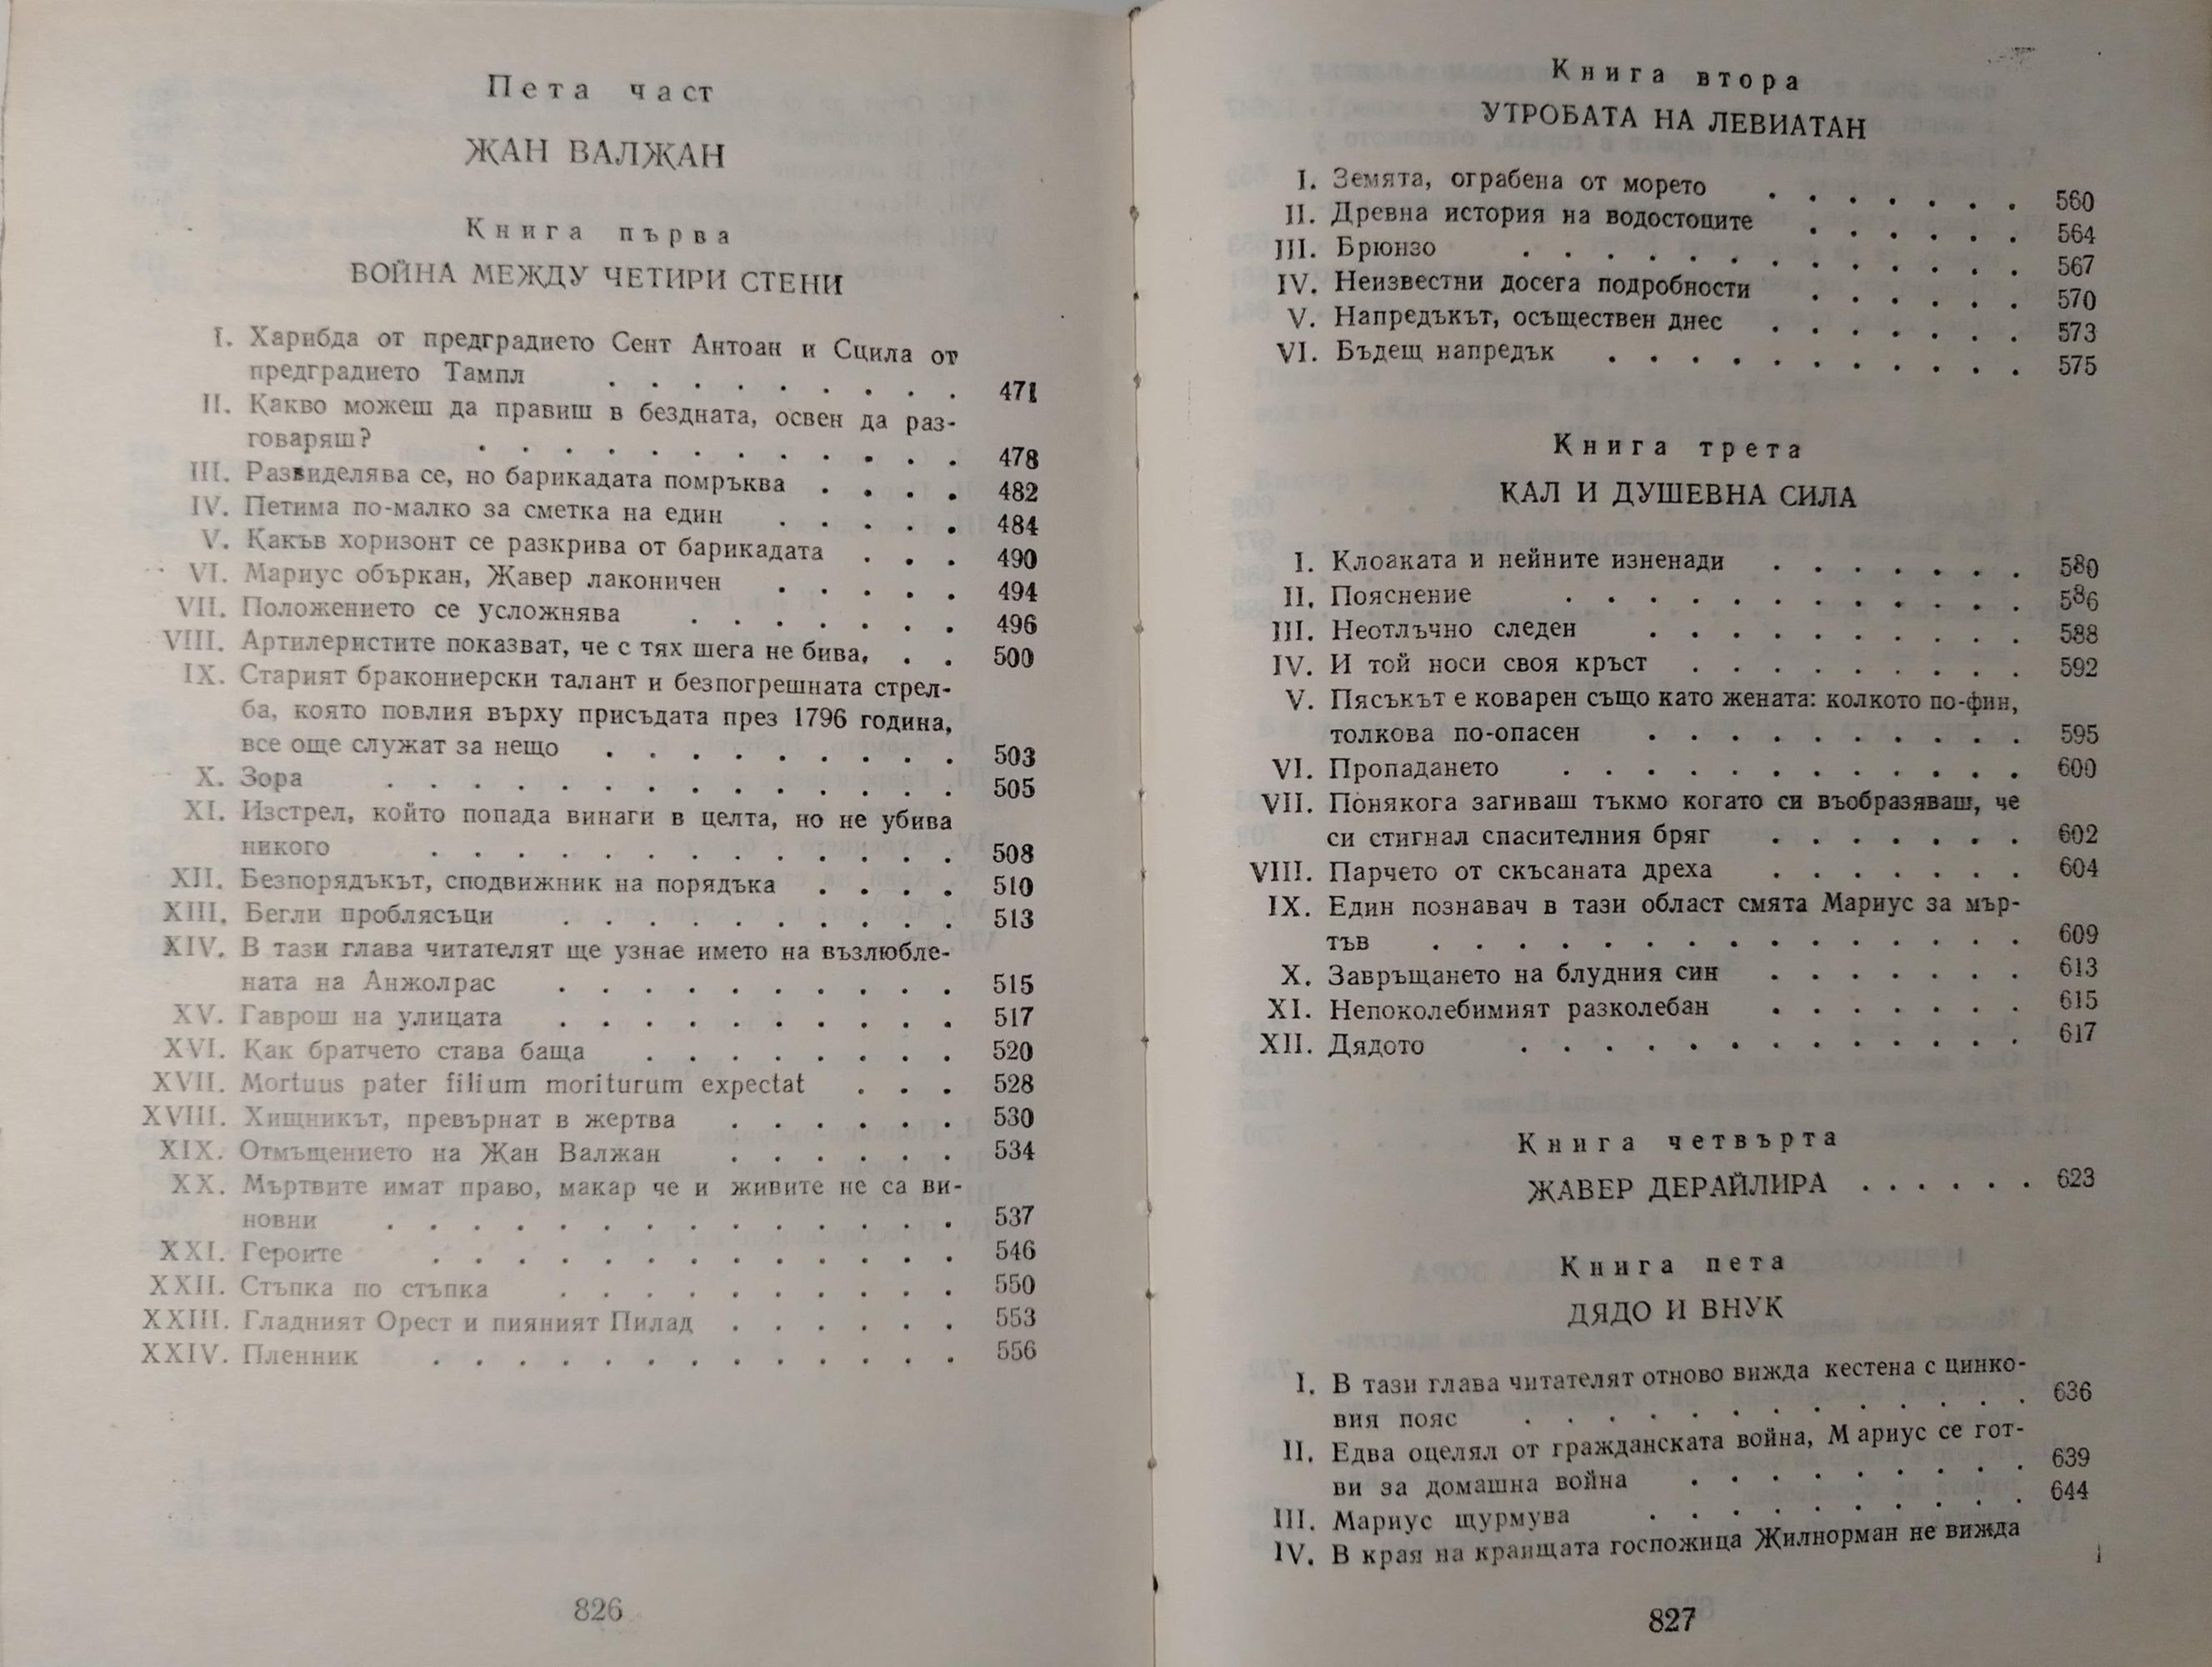 Пета част
ЖАН ВАЛЖАН
Книга първа
ВОЙНА МЕЖДУ ЧЕТИРИ СТЕНИ
I. Харибда от предградието Сент Антоан и Сцила от
предградието Тампл . . . . . . . . . 471
II. Какво можеш да правиш в бездната, освен да раз-
говаряш? . . . . . . . . . . . . 478
III. Развиделява се, но барикадата помръква . . . . 482
IV. Петима по-малко за сметка на един . . . . . 484
V. Какъв хоризонт се разкрива от барикадата . . . 490
VI. Мариус объркан, Жавер лаконичен . . . . . 494
VII. Положението се усложнява . . . . . . . 496
VIII. Артилеристите показват, че с тях шега не бива, . . 500
IX. Старият бракониерски талант и безпогрешната стрел-
ба, която повлия върху присъдата през 1796 година,
все още служат за нещо . . . . . . . . . 503
X. Зора . . . . . . . . . . . . . . 505
XI. Изстрел, който попада винаги в целта, но не убива
никого . . . . . . . . . . . . . 508
XII. Безпорядъкът, сподвижник на порядъка . . . . 510
XIII. Бегли проблясъци . . . . . . . . . . 513
XIV. В тази глава читателят ще узнае името на възлюбле-
ната на Анжолрас . . . . . . . . . . 515
XV. Гаврош на улицата . . . . . . . . . . 517
XVI. Как братчето става баща . . . . . . . . 520
XVII. Mortuus pater filium moriturum expectat . . . 528
XVIII. Хищникът, превърнат в жертва . . . . . . 530
XIX. Отмъщението на Жан Валжан . . . . . . 534
XX. Мъртвите имат право, макар че и живите не са ви-
новни . . . . . . . . . . . . . . 537
XXI. Героите . . . . . . . . . . . . . 546
XXII. Стъпка по стъпка . . . . . . . . . . 550
XXIII. Гладният Орест и пияният Пилад . . . . . . 553
XXIV. Пленник . . . . . . . . . . . . . 556
826
Книга втора
УТРОБАТА НА ЛЕВИАТАН
I. Земята, ограбена от морето . . . . . . . 560
II. Древна история на водостоците . . . . . . 564
III. Брюнзо . . . . . . . . . . . . 567
IV. Неизвестни досега подробности . . . . . . 570
V. Напредъкът, осъществен днес . . . . . . . 573
VI. Бъдещ напредък . . . . . . . . . . 575
Книга трета
КАЛ И ДУШЕВНА СИЛА
I. Клоаката и нейните изненади . . . . . . . 580
II. Пояснение . . . . . . . . . . . 586
III. Неотлъчно следен . . . . . . . . . 588
IV. И той носи своя кръст . . . . . . . . 592
V. Пясъкът е коварен също като жената: колкото по-фин,
толкова по-опасен . . . . . . . . . 595
VI. Пропадането . . . . . . . . . . . 600
VII. Понякога загиваш тъкмо когато си въобразяваш, че
си стигнал спасителния бряг . . . . . . . 602
VIII. Парчето от скъсаната дреха . . . . . . . 604
IX. Един познавач в тази област смята Мариус за мър-
тъв . . . . . . . . . . . . . . 609
X. Завръщането на блудния син . . . . . . . 613
XI. Непоколебимият разколебан . . . . . . . 615
XII. Дядото . . . . . . . . . . . . 617
Книга четвърта
ЖАВЕР ДЕРАЙЛИРА . . . . . . 623
Книга пета
ДЯДО И ВНУК
I. В тази глава читателят отново вижда кестена с цинко-
вия пояс . . . . . . . . . . . . 636
II. Едва оцелял от гражданската война, Мариус се гот-
ви за домашна война . . . . . . . . 639
III. Мариус щурмува . . . . . . . . . 644
IV. В края на краищата госпожица Жилнорман не вижда
827